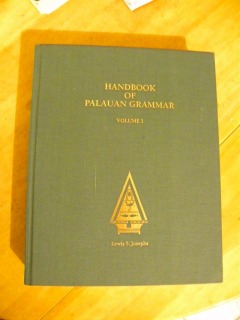 HANDBOOK
OF
PALAUAN GRAMMAR
VOLUME I
Lewis S. Josephs